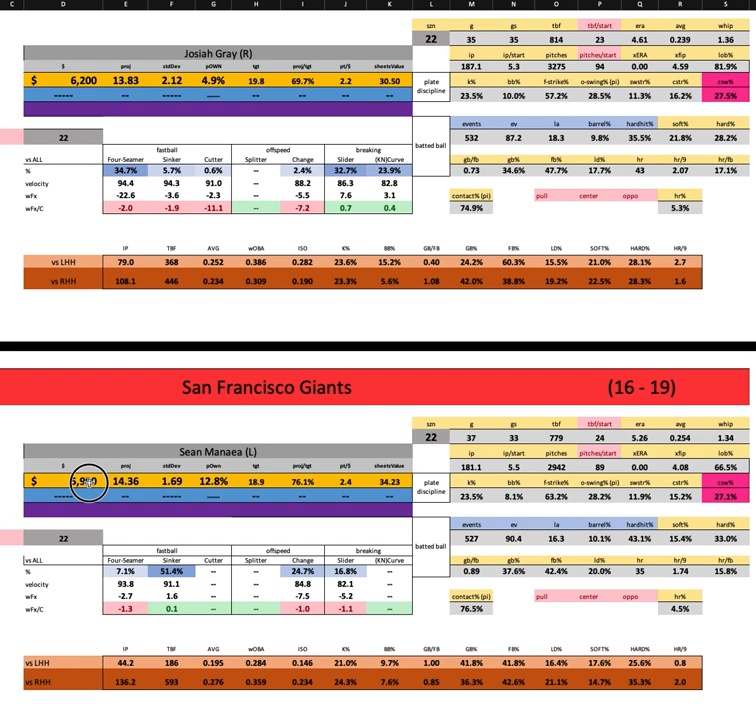 C D E F G H I J K L M N O P Q R S
szn g gs tbf tbf/start era avg whip
22 35 35 814 23 4.61 0.239 1.36
Josiah Gray (R)
ip ip/start pitches pitches/start xERA xfip lob%
187.1 5.3 3275 94 0.00 4.59 81.9%
$ proj stdDev pOWN tgt proj/tgt pt/$ sheetsValue
$ 6,200 13.83 2.12 4.9% 19.8 69.7% 2.2 30.50
plate discipline
k% bb% f-strike% o-swing% (pi) swstr% cstr% csw%
23.5% 10.0% 57.2% 28.5% 11.3% 16.2% 27.5%
----- -- -- ---- -- -- -- --
22
batted ball
events ev la barrel% hardhit% soft% hard%
532 87.2 18.3 9.8% 35.5% 21.8% 28.2%
fastball offspeed breaking
vs ALL Four-Seamer Sinker Cutter Splitter Change Slider (KN)Curve
gb/fb gb% fb% ld% hr hr/9 hr/fb
% 34.7% 5.7% 0.6% -- 2.4% 32.7% 23.9%
0.73 34.6% 47.7% 17.7% 38 2.07 17.1%
velocity 94.4 94.3 91.0 -- 88.2 86.3 82.8
wFx -22.6 -3.6 -2.3 -- -5.5 7.6 3.1
wFx/C -2.0 -1.9 -11.1 -- -7.2 0.7 0.4
contact% (pi) pull center oppo hr%
74.9% 5.3%
IP TBF AVG wOBA ISO K% BB% GB/FB GB% FB% LD% SOFT% HARD% HR/9
vs LHH 79.0 368 0.252 0.386 0.282 23.6% 15.2% 0.40 24.2% 60.3% 15.5% 21.0% 28.1% 2.7
vs RHH 108.1 446 0.234 0.309 0.190 23.3% 5.6% 1.08 42.0% 38.8% 19.2% 22.5% 28.3% 1.6
San Francisco Giants (16 - 19)
szn g gs tbf tbf/start era avg whip
22 37 33 779 24 5.26 0.254 1.34
Sean Manaea (L)
ip ip/start pitches pitches/start xERA xfip lob%
181.1 5.5 2942 89 0.00 4.08 66.5%
$ proj stdDev pOwn tgt proj/tgt pt/$ sheetsValue
$ 14.36 1.69 12.8% 18.9 76.1% 2.4 34.23
plate discipline
k% bb% f-strike% o-swing% (pi) swstr% cstr% csw%
23.5% 8.1% 63.2% 28.2% 11.9% 15.2% 27.1%
----- -- -- ---- -- -- -- --
22
batted ball
events ev la barrel% hardhit% soft% hard%
527 90.4 16.3 10.1% 43.1% 15.4% 33.0%
fastball offspeed breaking
vs ALL Four-Seamer Sinker Cutter Splitter Change Slider (KN)Curve
gb/fb gb% fb% ld% hr hr/9 hr/fb
% 7.1% 51.4% -- -- 24.7% 16.8% --
0.89 37.6% 42.4% 20.0% 35 1.74 15.8%
velocity 93.8 91.1 -- -- 84.8 82.1 --
wFx -2.7 1.6 -- -- -7.5 -5.2 --
wFx/C -1.3 0.1 -- -- -1.0 -1.1 --
contact% (pi) pull center oppo hr%
76.5% 4.5%
IP TBF AVG wOBA ISO K% BB% GB/FB GB% FB% LD% SOFT% HARD% HR/9
vs LHH 44.2 186 0.195 0.284 0.146 21.0% 9.7% 1.00 41.8% 41.8% 16.4% 17.6% 25.6% 0.8
vs RHH 136.2 593 0.276 0.359 0.234 24.3% 7.6% 0.85 36.3% 42.6% 21.1% 14.7% 35.3% 2.0